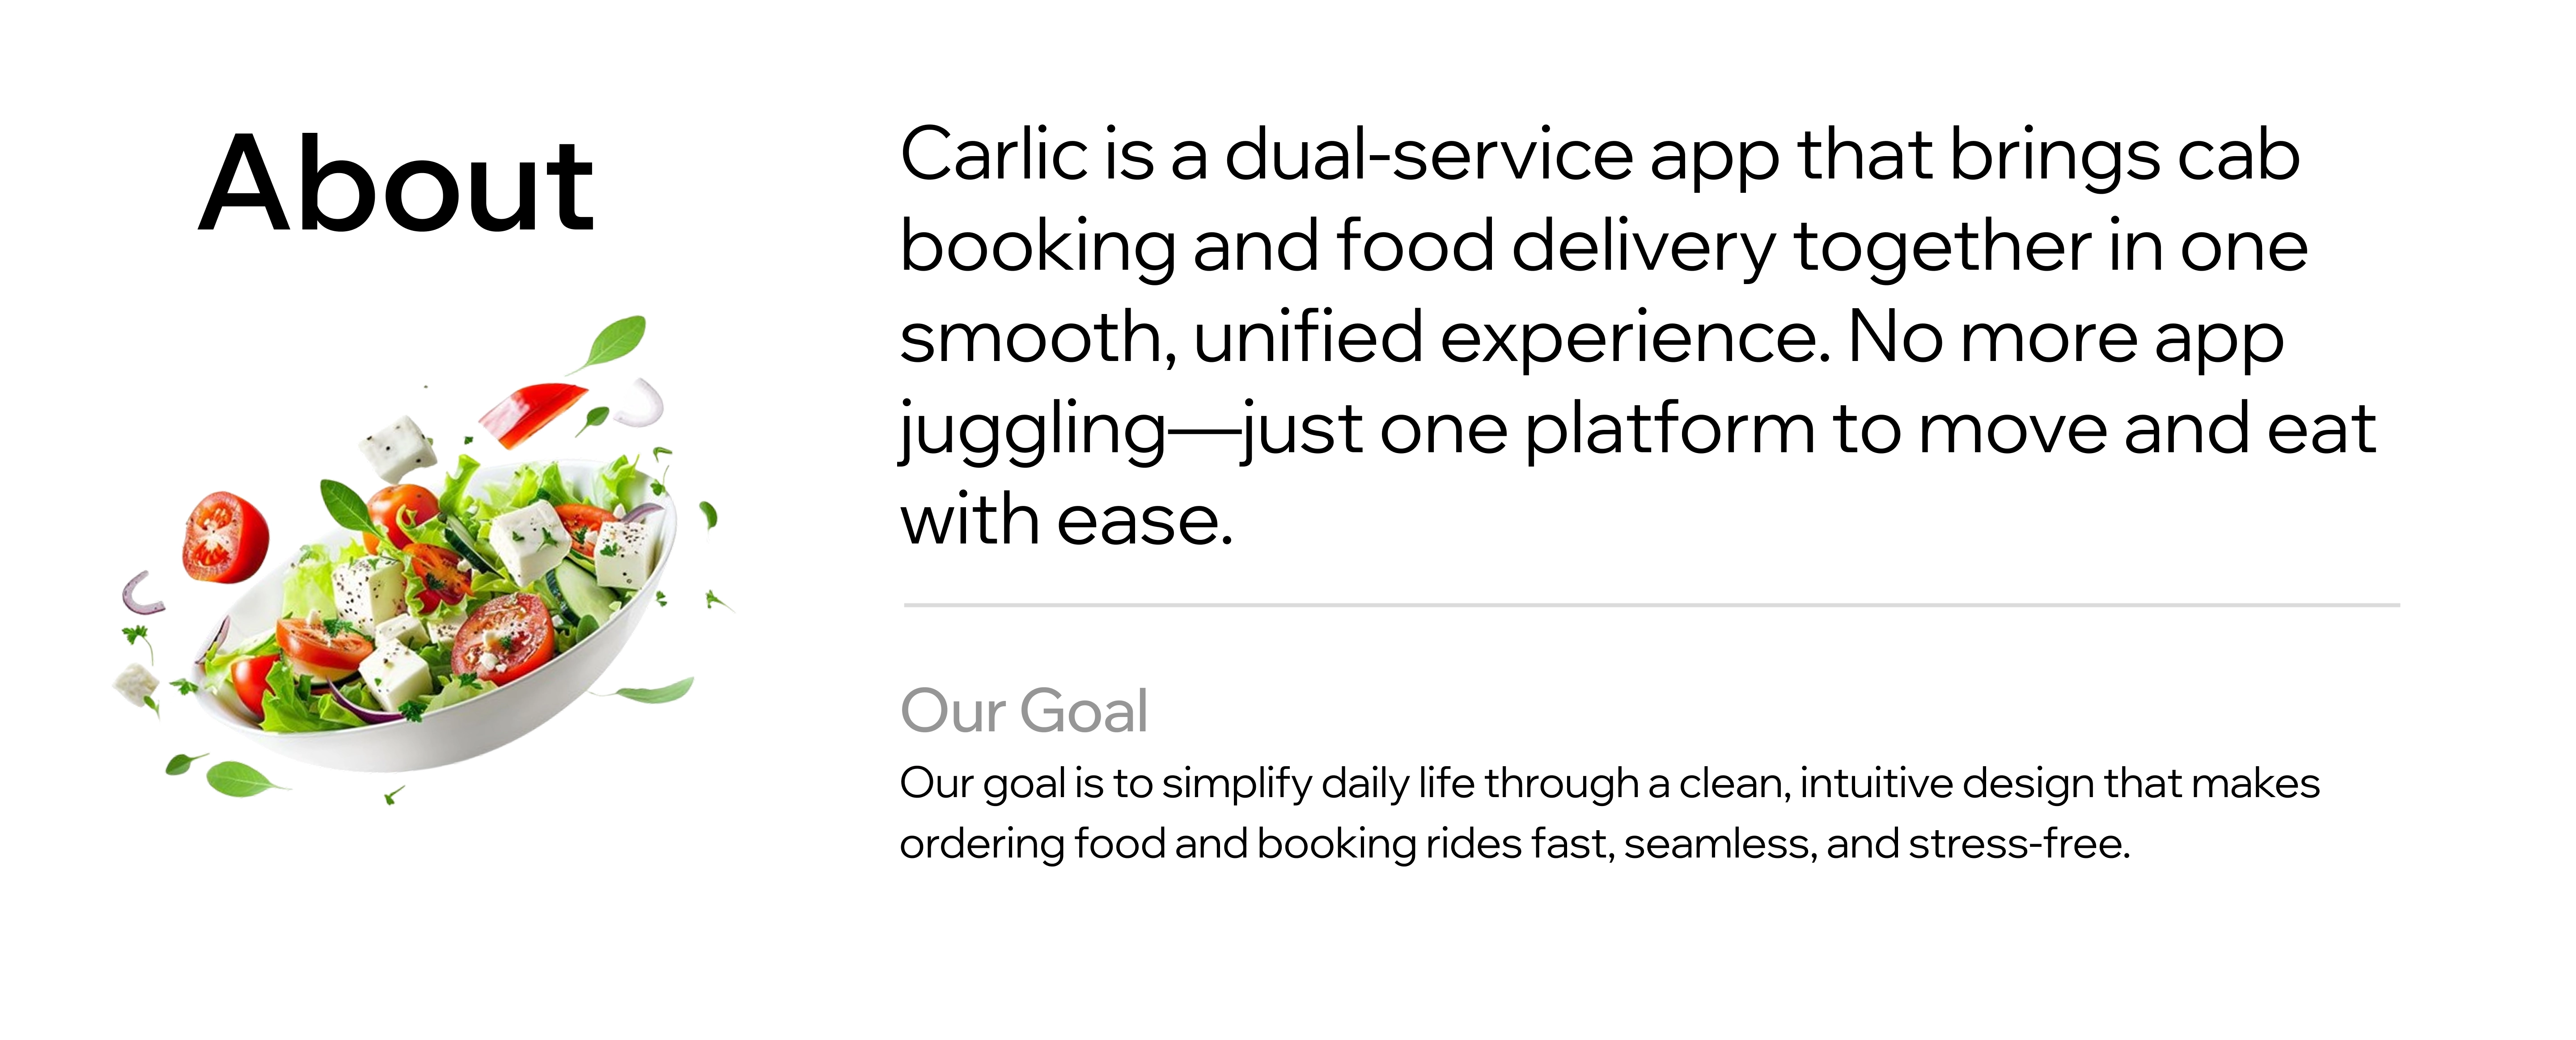 About
Carlic is a dual-service app that brings cab
booking and food delivery together in one
smooth, unified experience. No more app
juggling—just one platform to move and eat
with ease.
Our Goal
Our goal is to simplify daily life through a clean, intuitive design that makes
ordering food and booking rides fast, seamless, and stress-free.